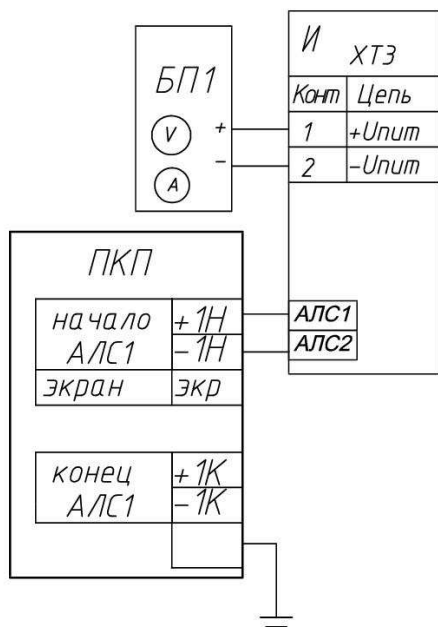 БП1
V
+
-
A
И
XT3
Конт Цепь
1 +Uпит
2 -Uпит
ПКП
начало +1Н
АЛС1 -1Н
экран экр
конец +1К
АЛС1 -1К
АЛС1
АЛС2